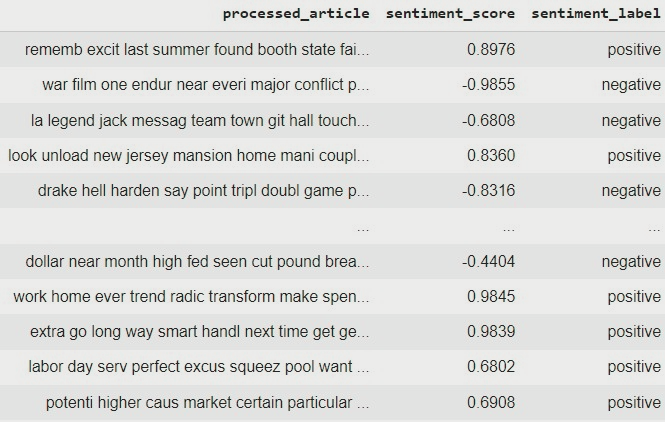 processed_article sentiment_score sentiment_label
rememb excit last summer found booth state fai... 0.8976 positive
war film one endur near everi major conflict p... -0.9855 negative
la legend jack messag team town git hall touch... -0.6808 negative
look unload new jersey mansion home mani coupl... 0.8360 positive
drake hell harden say point tripl doubl game p... -0.8316 negative
... ... ...
dollar near month high fed seen cut pound brea... -0.4404 negative
work home ever trend radic transform make spen... 0.9845 positive
extra go long way smart handl next time get ge... 0.9839 positive
labor day serv perfect excus squeez pool want ... 0.6802 positive
potenti higher caus market certain particular ... 0.6908 positive